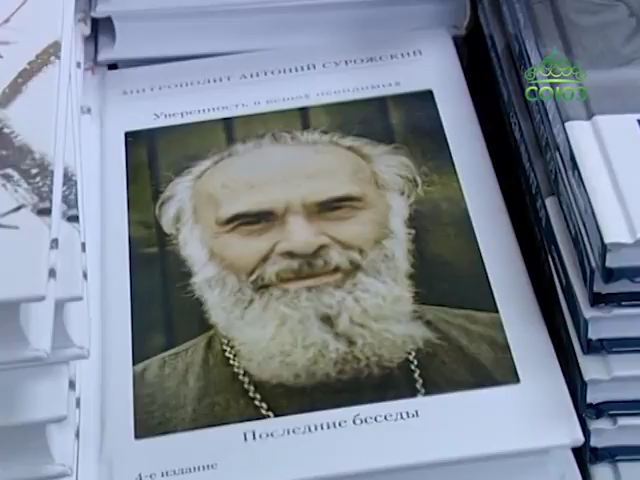 МИТРОПОЛИТ АНТОНИЙ СУРОЖСКИЙ
Уверенность в вещах невидимых
Последние беседы
4-е издание
СОЮЗ